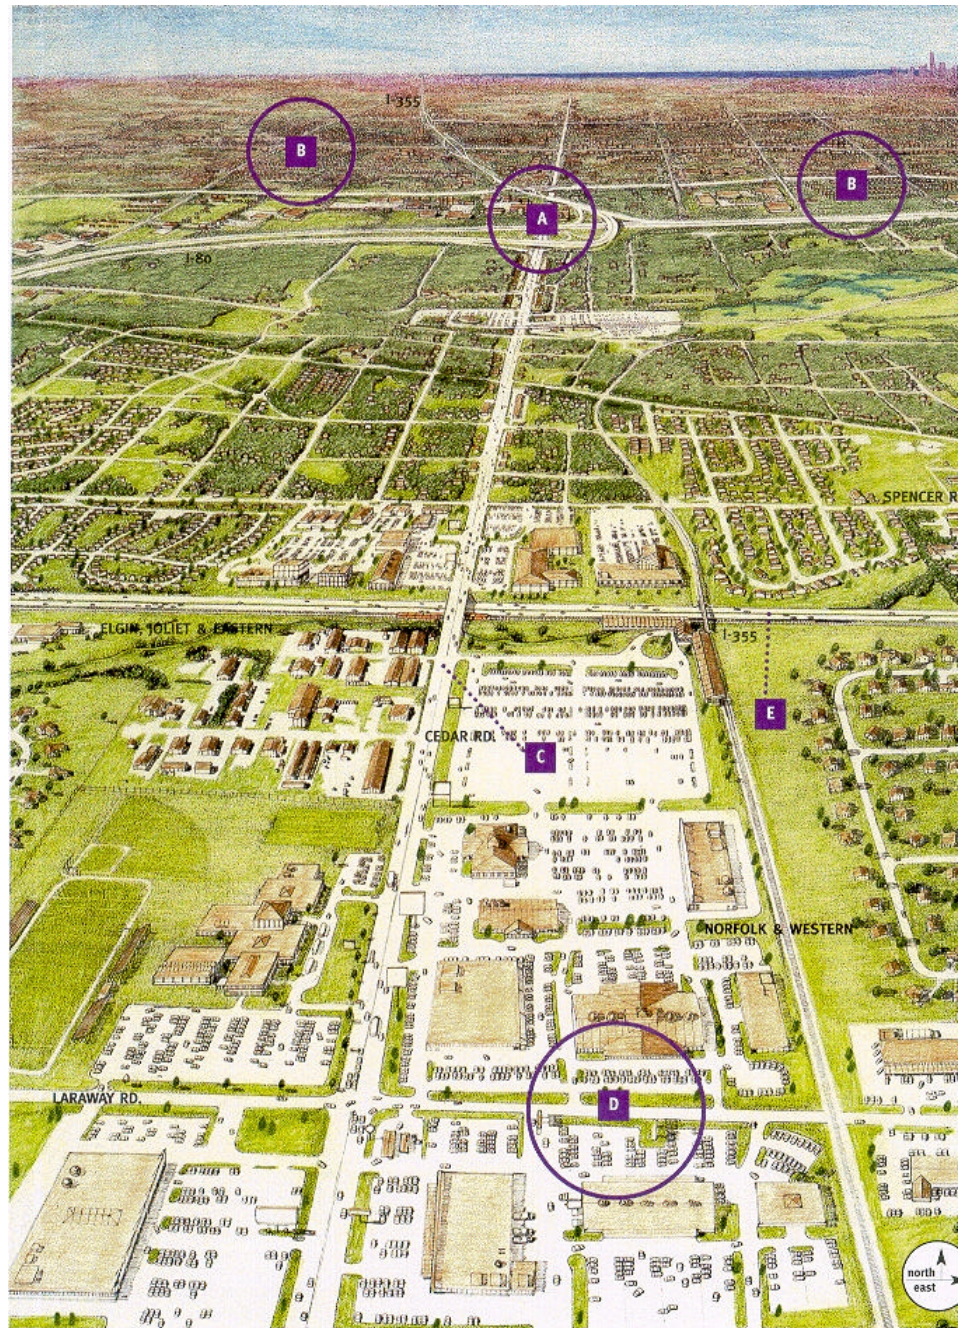 I-355
B
B
A
I-80
SPENCER R
ELGIN, JOLIET & EASTERN
I-355
E
CEDAR RD.
C
NORFOLK & WESTERN
LARAWAY RD.
D
north
east